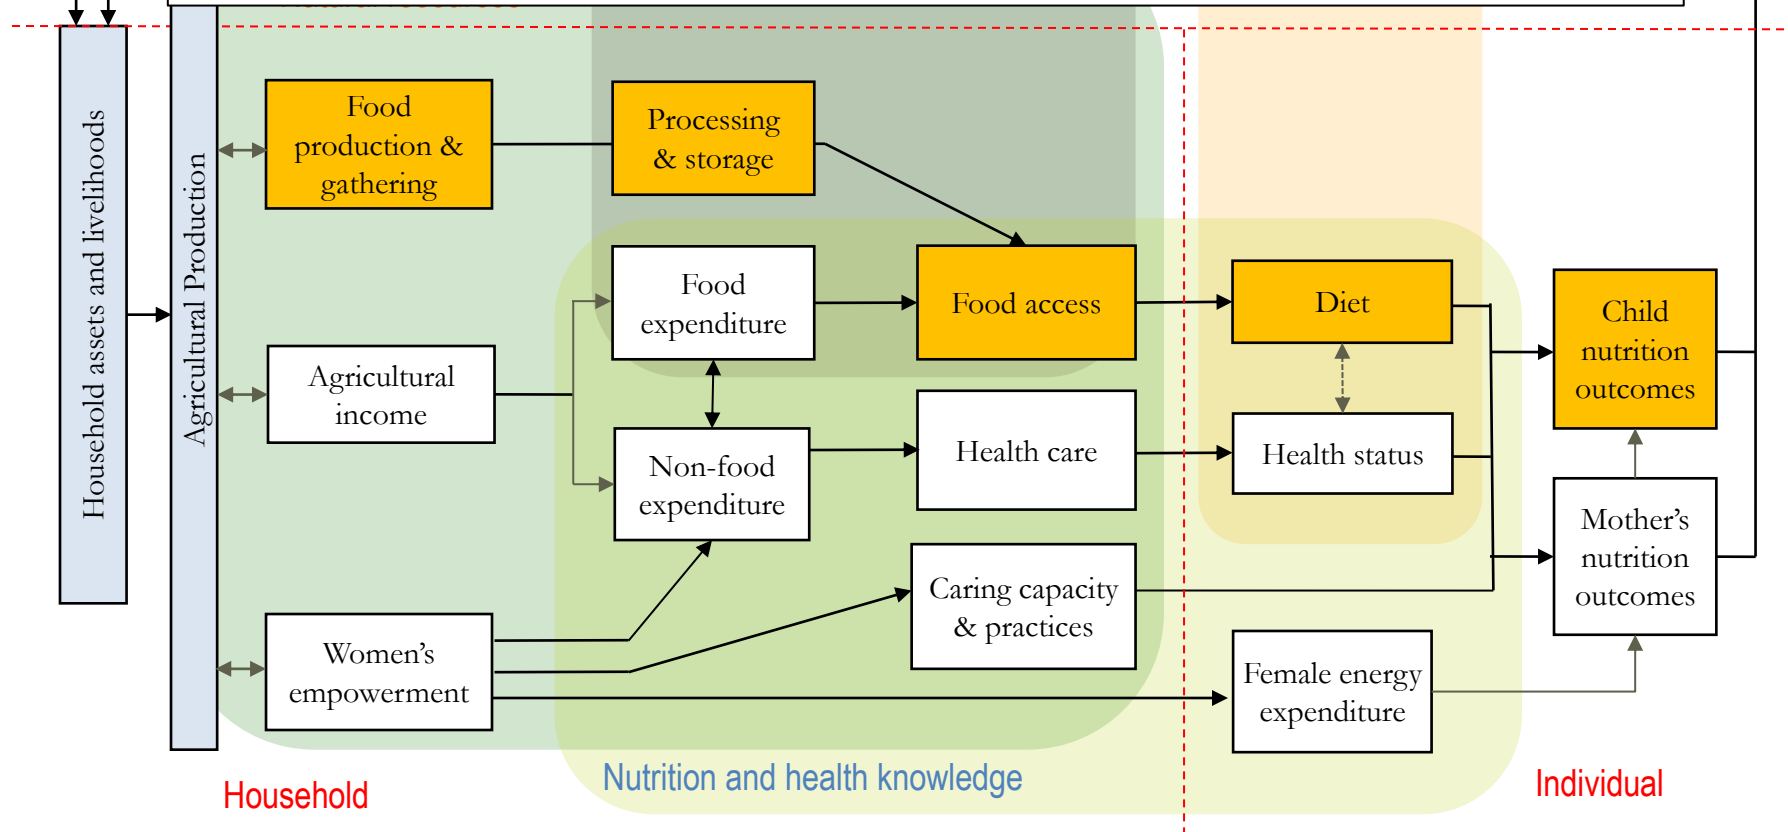 Household assets and livelihoods
Agricultural Production
Food
production &
gathering
Processing
& storage
Food
expenditure
Food access
Diet
Child
nutrition
outcomes
Agricultural
income
Non-food
expenditure
Health care
Health status
Mother's
nutrition
outcomes
Caring capacity
& practices
Women's
empowerment
Female energy
expenditure
Household
Nutrition and health knowledge
Individual